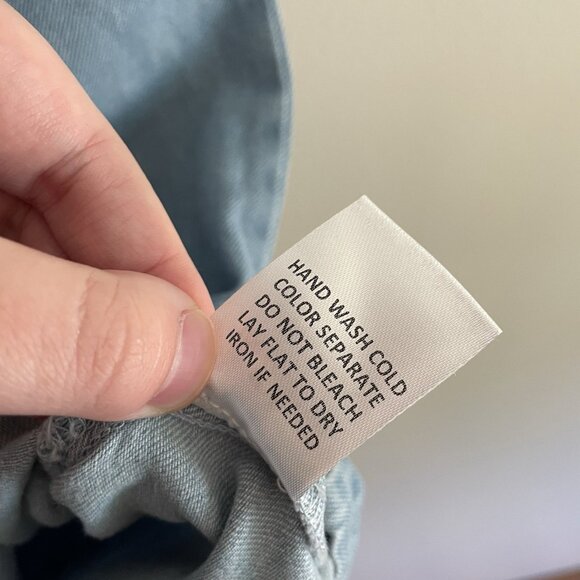 HAND WASH COLD
COLOR SEPARATE
DO NOT BLEACH
LAY FLAT TO DRY
IRON IF NEEDED